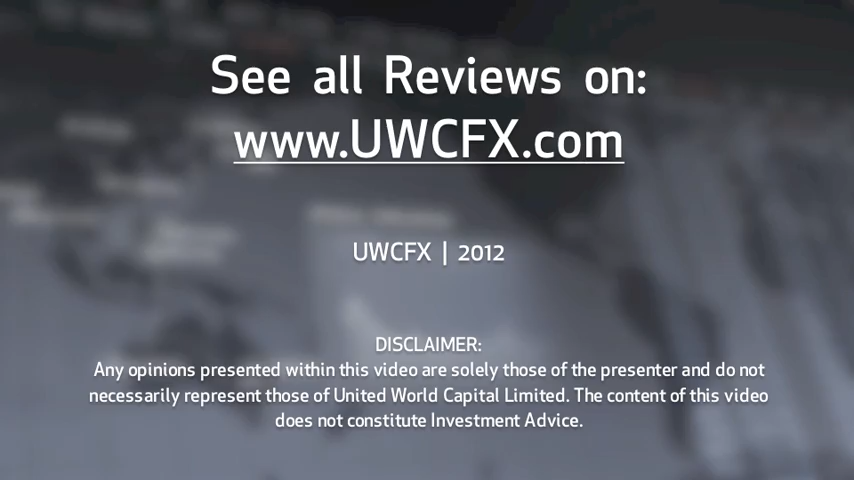 See all Reviews on:
www.UWCFX.com
UWCFX | 2012
DISCLAIMER:
Any opinions presented within this video are solely those of the presenter and do not
necessarily represent those of United World Capital Limited. The content of this video
does not constitute Investment Advice.